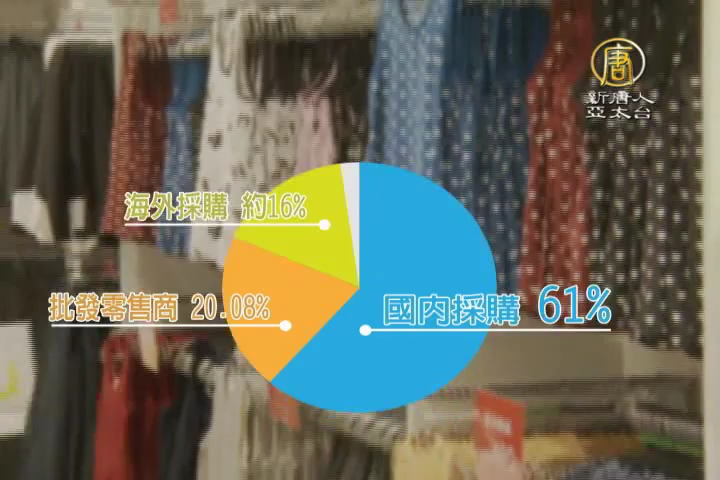 唐
新唐人
亞太台
海外採購 約16%
批發零售商 20.08%
國內採購 61%